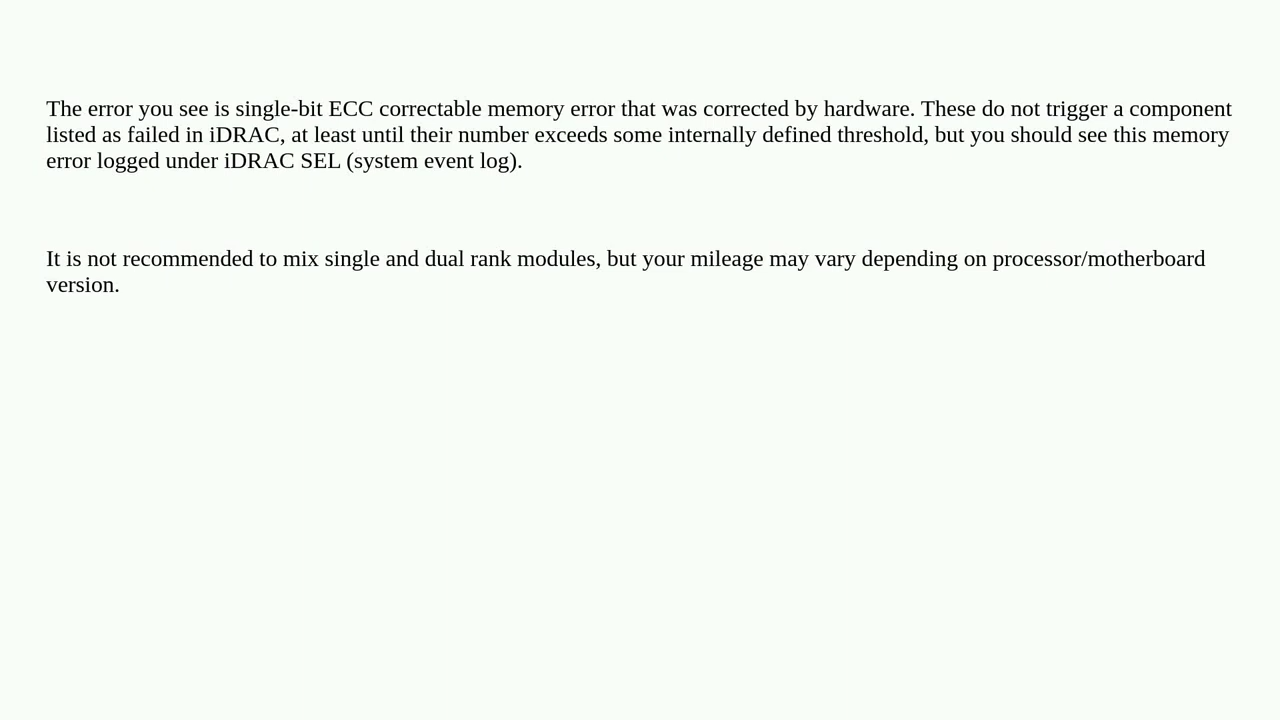 The error you see is single-bit ECC correctable memory error that was corrected by hardware. These do not trigger a component
listed as failed in iDRAC, at least until their number exceeds some internally defined threshold, but you should see this memory
error logged under iDRAC SEL (system event log).
It is not recommended to mix single and dual rank modules, but your mileage may vary depending on processor/motherboard
version.